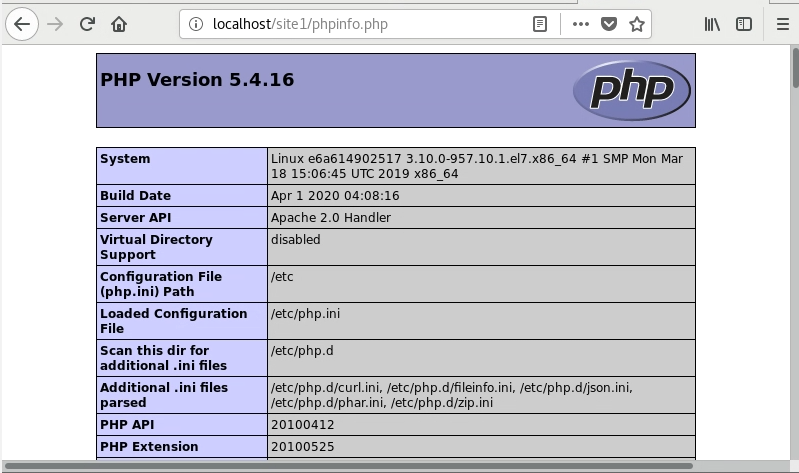 localhost/site1/phpinfo.php
PHP Version 5.4.16
php
System
Linux e6a614902517 3.10.0-957.10.1.el7.x86_64 #1 SMP Mon Mar
18 15:06:45 UTC 2019 x86_64
Build Date
Apr 1 2020 04:08:16
Server API
Apache 2.0 Handler
Virtual Directory
Support
disabled
Configuration File
(php.ini) Path
/etc
Loaded Configuration
File
/etc/php.ini
Scan this dir for
additional .ini files
/etc/php.d
Additional .ini files
parsed
/etc/php.d/curl.ini, /etc/php.d/fileinfo.ini, /etc/php.d/json.ini,
/etc/php.d/phar.ini, /etc/php.d/zip.ini
PHP API
20100412
PHP Extension
20100525